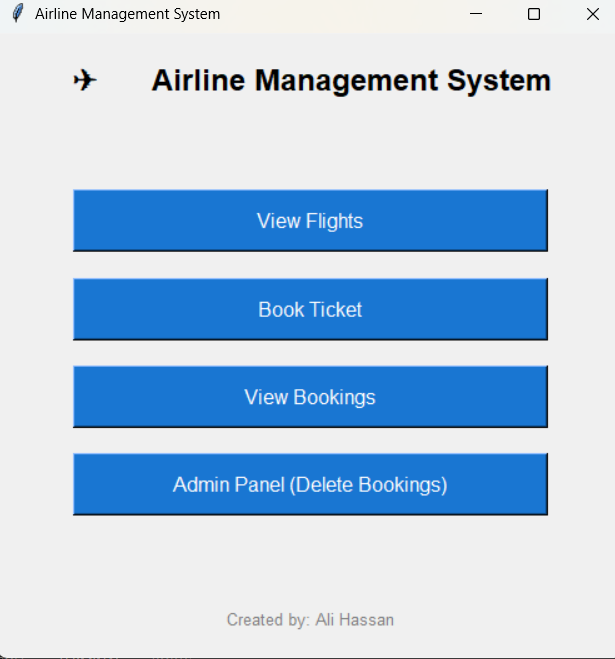 Airline Management System
✈ Airline Management System
View Flights
Book Ticket
View Bookings
Admin Panel (Delete Bookings)
Created by: Ali Hassan